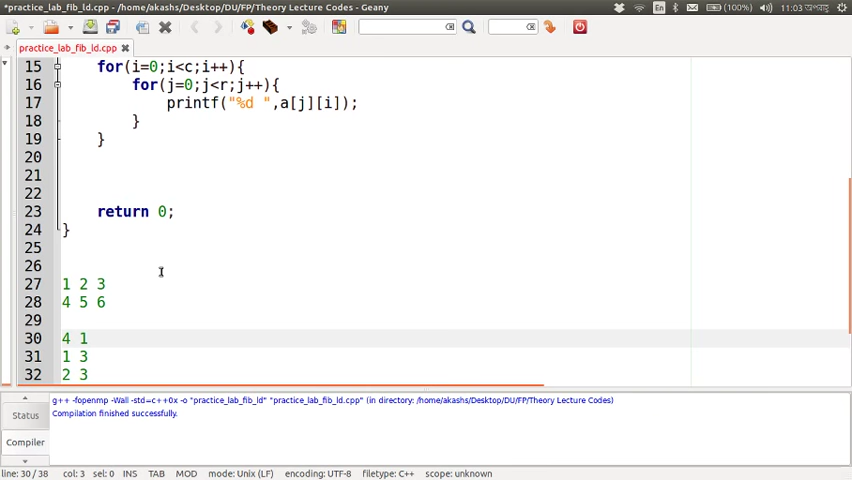 *practice_lab_fib_ld.cpp - /home/akashs/Desktop/DU/FP/Theory Lecture Codes - Geany
En (100%) 11:03 অপরাহ্ণ
practice_lab_fib_ld.cpp
15 for(i=0;i<c;i++){
16 for(j=0;j<r;j++){
17 printf("%d ",a[j][i]);
18 }
19 }
20
21
22
23 return 0;
24 }
25
26
27 1 2 3
28 4 5 6
29
30 4 1
31 1 3
32 2 3
Status
Compiler
g++ -fopenmp -Wall -std=c++0x -o "practice_lab_fib_ld" "practice_lab_fib_ld.cpp" (in directory: /home/akashs/Desktop/DU/FP/Theory Lecture Codes)
Compilation finished successfully.
line: 30 / 38 col: 3 sel: 0 INS TAB MOD mode: Unix (LF) encoding: UTF-8 filetype: C++ scope: unknown